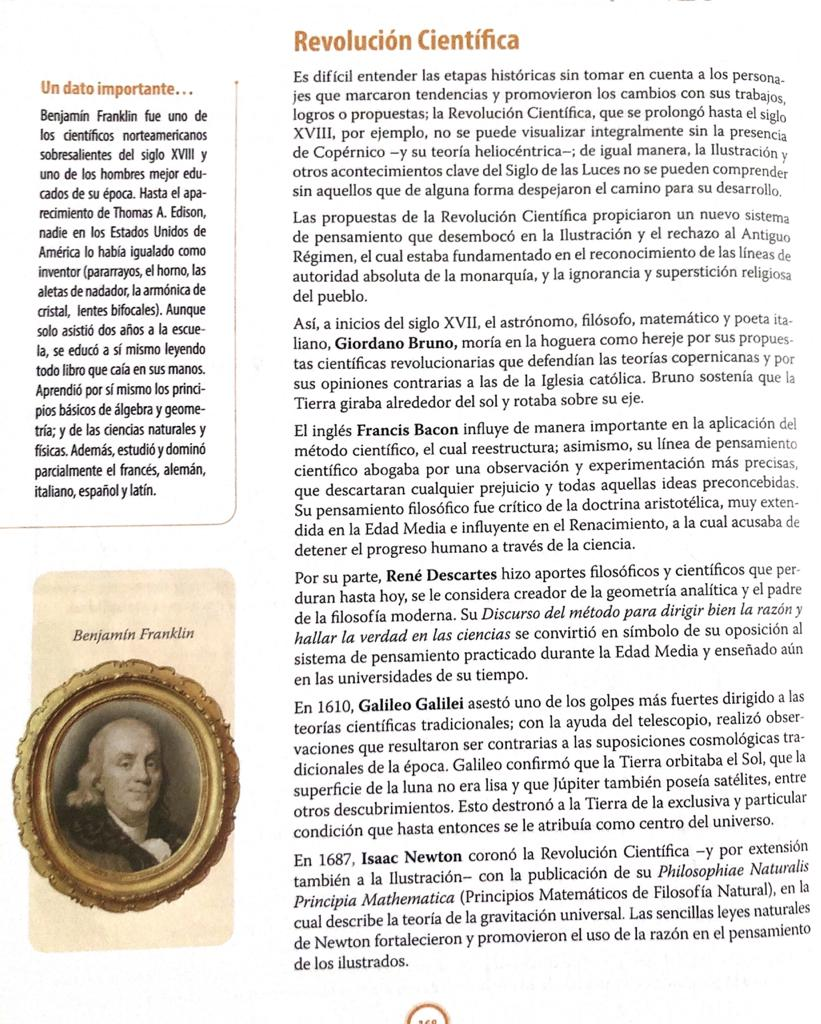 Revolución Científica
Es difícil entender las etapas históricas sin tomar en cuenta a los persona-
jes que marcaron tendencias y promovieron los cambios con sus trabajos,
logros o propuestas; la Revolución Científica, que se prolongó hasta el siglo
XVIII, por ejemplo, no se puede visualizar integralmente sin la presencia
de Copérnico –y su teoría heliocéntrica–; de igual manera, la Ilustración y
otros acontecimientos clave del Siglo de las Luces no se pueden comprender
sin aquellos que de alguna forma despejaron el camino para su desarrollo.
Las propuestas de la Revolución Científica propiciaron un nuevo sistema
de pensamiento que desembocó en la Ilustración y el rechazo al Antiguo
Régimen, el cual estaba fundamentado en el reconocimiento de las líneas de
autoridad absoluta de la monarquía, y la ignorancia y superstición religiosa
del pueblo.
Así, a inicios del siglo XVII, el astrónomo, filósofo, matemático y poeta ita-
liano, Giordano Bruno, moría en la hoguera como hereje por sus propues-
tas científicas revolucionarias que defendían las teorías copernicanas y por
sus opiniones contrarias a las de la Iglesia católica. Bruno sostenía que la
Tierra giraba alrededor del sol y rotaba sobre su eje.
El inglés Francis Bacon influye de manera importante en la aplicación del
método científico, el cual reestructura; asimismo, su línea de pensamiento
científico abogaba por una observación y experimentación más precisas,
que descartaran cualquier prejuicio y todas aquellas ideas preconcebidas.
Su pensamiento filosófico fue crítico de la doctrina aristotélica, muy exten-
dida en la Edad Media e influyente en el Renacimiento, a la cual acusaba de
detener el progreso humano a través de la ciencia.
Por su parte, René Descartes hizo aportes filosóficos y científicos que per-
duran hasta hoy, se le considera creador de la geometría analítica y el padre
de la filosofía moderna. Su Discurso del método para dirigir bien la razón y
hallar la verdad en las ciencias se convirtió en símbolo de su oposición al
sistema de pensamiento practicado durante la Edad Media y enseñado aún
en las universidades de su tiempo.
En 1610, Galileo Galilei asestó uno de los golpes más fuertes dirigido a las
teorías científicas tradicionales; con la ayuda del telescopio, realizó obser-
vaciones que resultaron ser contrarias a las suposiciones cosmológicas tra-
dicionales de la época. Galileo confirmó que la Tierra orbitaba el Sol, que la
superficie de la luna no era lisa y que Júpiter también poseía satélites, entre
otros descubrimientos. Esto destronó a la Tierra de la exclusiva y particular
condición que hasta entonces se le atribuía como centro del universo.
En 1687, Isaac Newton coronó la Revolución Científica –y por extensión
también a la Ilustración– con la publicación de su Philosophiae Naturalis
Principia Mathematica (Principios Matemáticos de Filosofía Natural), en la
cual describe la teoría de la gravitación universal. Las sencillas leyes naturales
de Newton fortalecieron y promovieron el uso de la razón en el pensamiento
de los ilustrados.
Un dato importante...
Benjamín Franklin fue uno de
los científicos norteamericanos
sobresalientes del siglo XVIII y
uno de los hombres mejor edu-
cados de su época. Hasta el apa-
recimiento de Thomas A. Edison,
nadie en los Estados Unidos de
América lo había igualado como
inventor (pararrayos, el horno, las
aletas de nadador, la armónica de
cristal, lentes bifocales). Aunque
solo asistió dos años a la escue-
la, se educó a sí mismo leyendo
todo libro que caía en sus manos.
Aprendió por sí mismo los princi-
pios básicos de álgebra y geome-
tría; y de las ciencias naturales y
físicas. Además, estudió y dominó
parcialmente el francés, alemán,
italiano, español y latín.
Benjamín Franklin